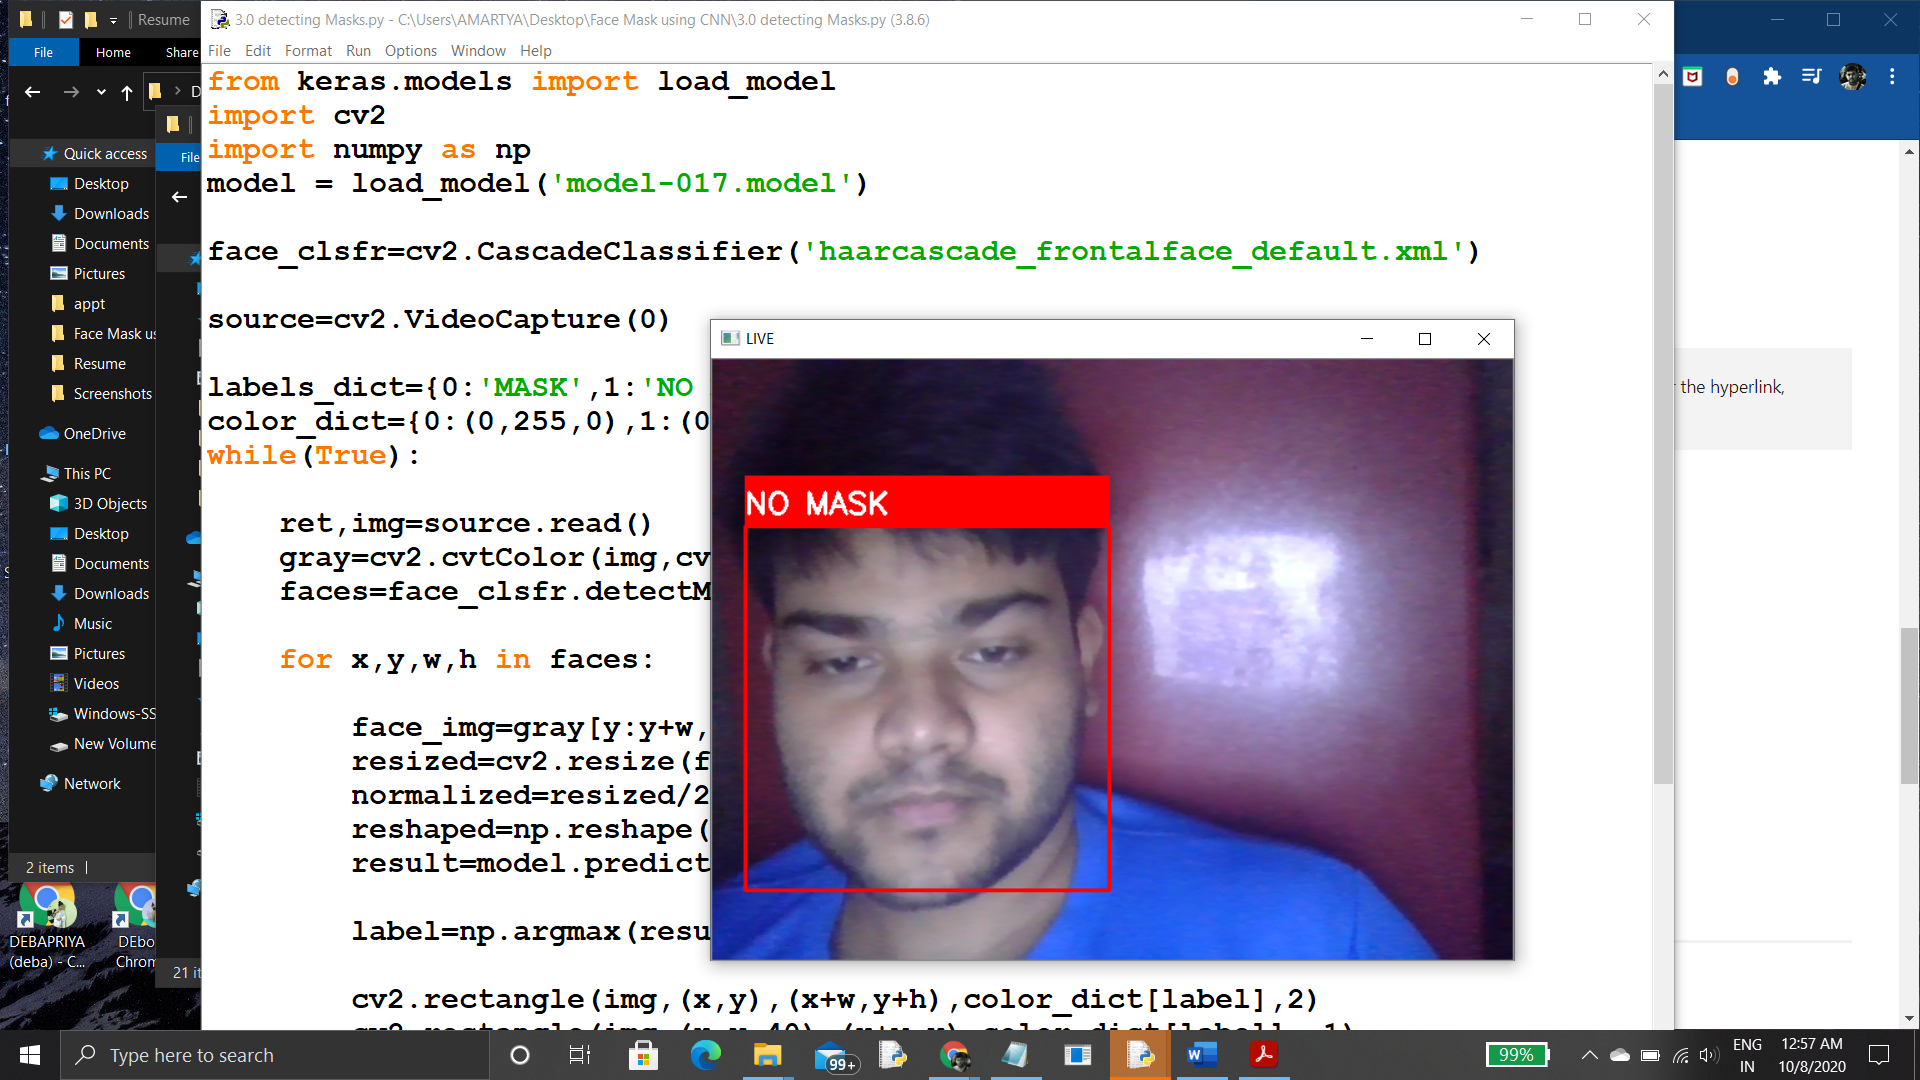 Resume
File
Home
Share
D
Quick access
Desktop
Downloads
Documents
Pictures
appt
Face Mask us
Resume
Screenshots
OneDrive
This PC
3D Objects
Desktop
Documents
Downloads
Music
Pictures
Videos
Windows-SS
New Volume
Network
2 items
File
21 it
DEBAPRIYA
(deba) - C...
DEbo
Chrom
3.0 detecting Masks.py - C:\Users\AMARTYA\Desktop\Face Mask using CNN\3.0 detecting Masks.py (3.8.6)
File Edit Format Run Options Window Help
from keras.models import load_model
import cv2
import numpy as np
model = load_model('model-017.model')
face_clsfr=cv2.CascadeClassifier('haarcascade_frontalface_default.xml')
source=cv2.VideoCapture(0)
labels_dict={0:'MASK',1:'NO
color_dict={0:(0,255,0),1:(0
while(True):
ret,img=source.read()
gray=cv2.cvtColor(img,cv
faces=face_clsfr.detectM
for x,y,w,h in faces:
face_img=gray[y:y+w,
resized=cv2.resize(f
normalized=resized/2
reshaped=np.reshape(
result=model.predict
label=np.argmax(resu
cv2.rectangle(img,(x,y),(x+w,y+h),color_dict[label],2)
LIVE
NO MASK
the hyperlink,
Type here to search
99+
99%
ENG
IN
12:57 AM
10/8/2020